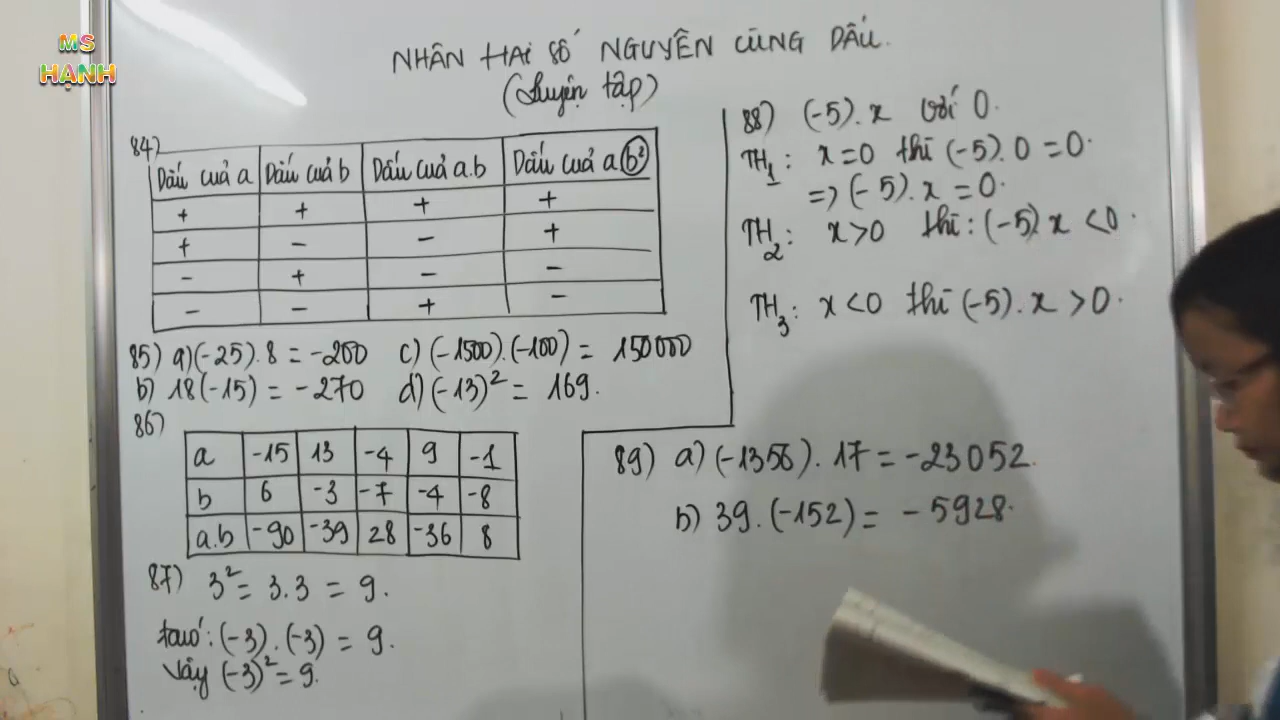 MS
HẠNH
NHÂN HAI SỐ NGUYÊN CÙNG DẤU.
(Luyện tập)
84)
Dấu của a Dấu của b Dấu của a.b Dấu của a b²
+ + + +
+ - - +
- + - -
- - + -
85) a) (-25).8 = -200 c) (-1500).(-100) = 150000
b) 18(-15) = -270 d) (-13)² = 169.
86)
a -15 13 -4 9 -1
b 6 -3 -7 -4 -8
a.b -90 -39 28 -36 8
87) 3² = 3.3 = 9.
ta có: (-3).(-3) = 9.
Vậy (-3)² = 9.
88) (-5).x với 0.
TH1: x=0 thì (-5).0 = 0.
=> (-5).x = 0.
TH2: x>0 thì: (-5).x <0.
TH3: x<0 thì (-5).x >0.
89) a) (-1356).17 = -23052.
b) 39.(-152) = -5928.